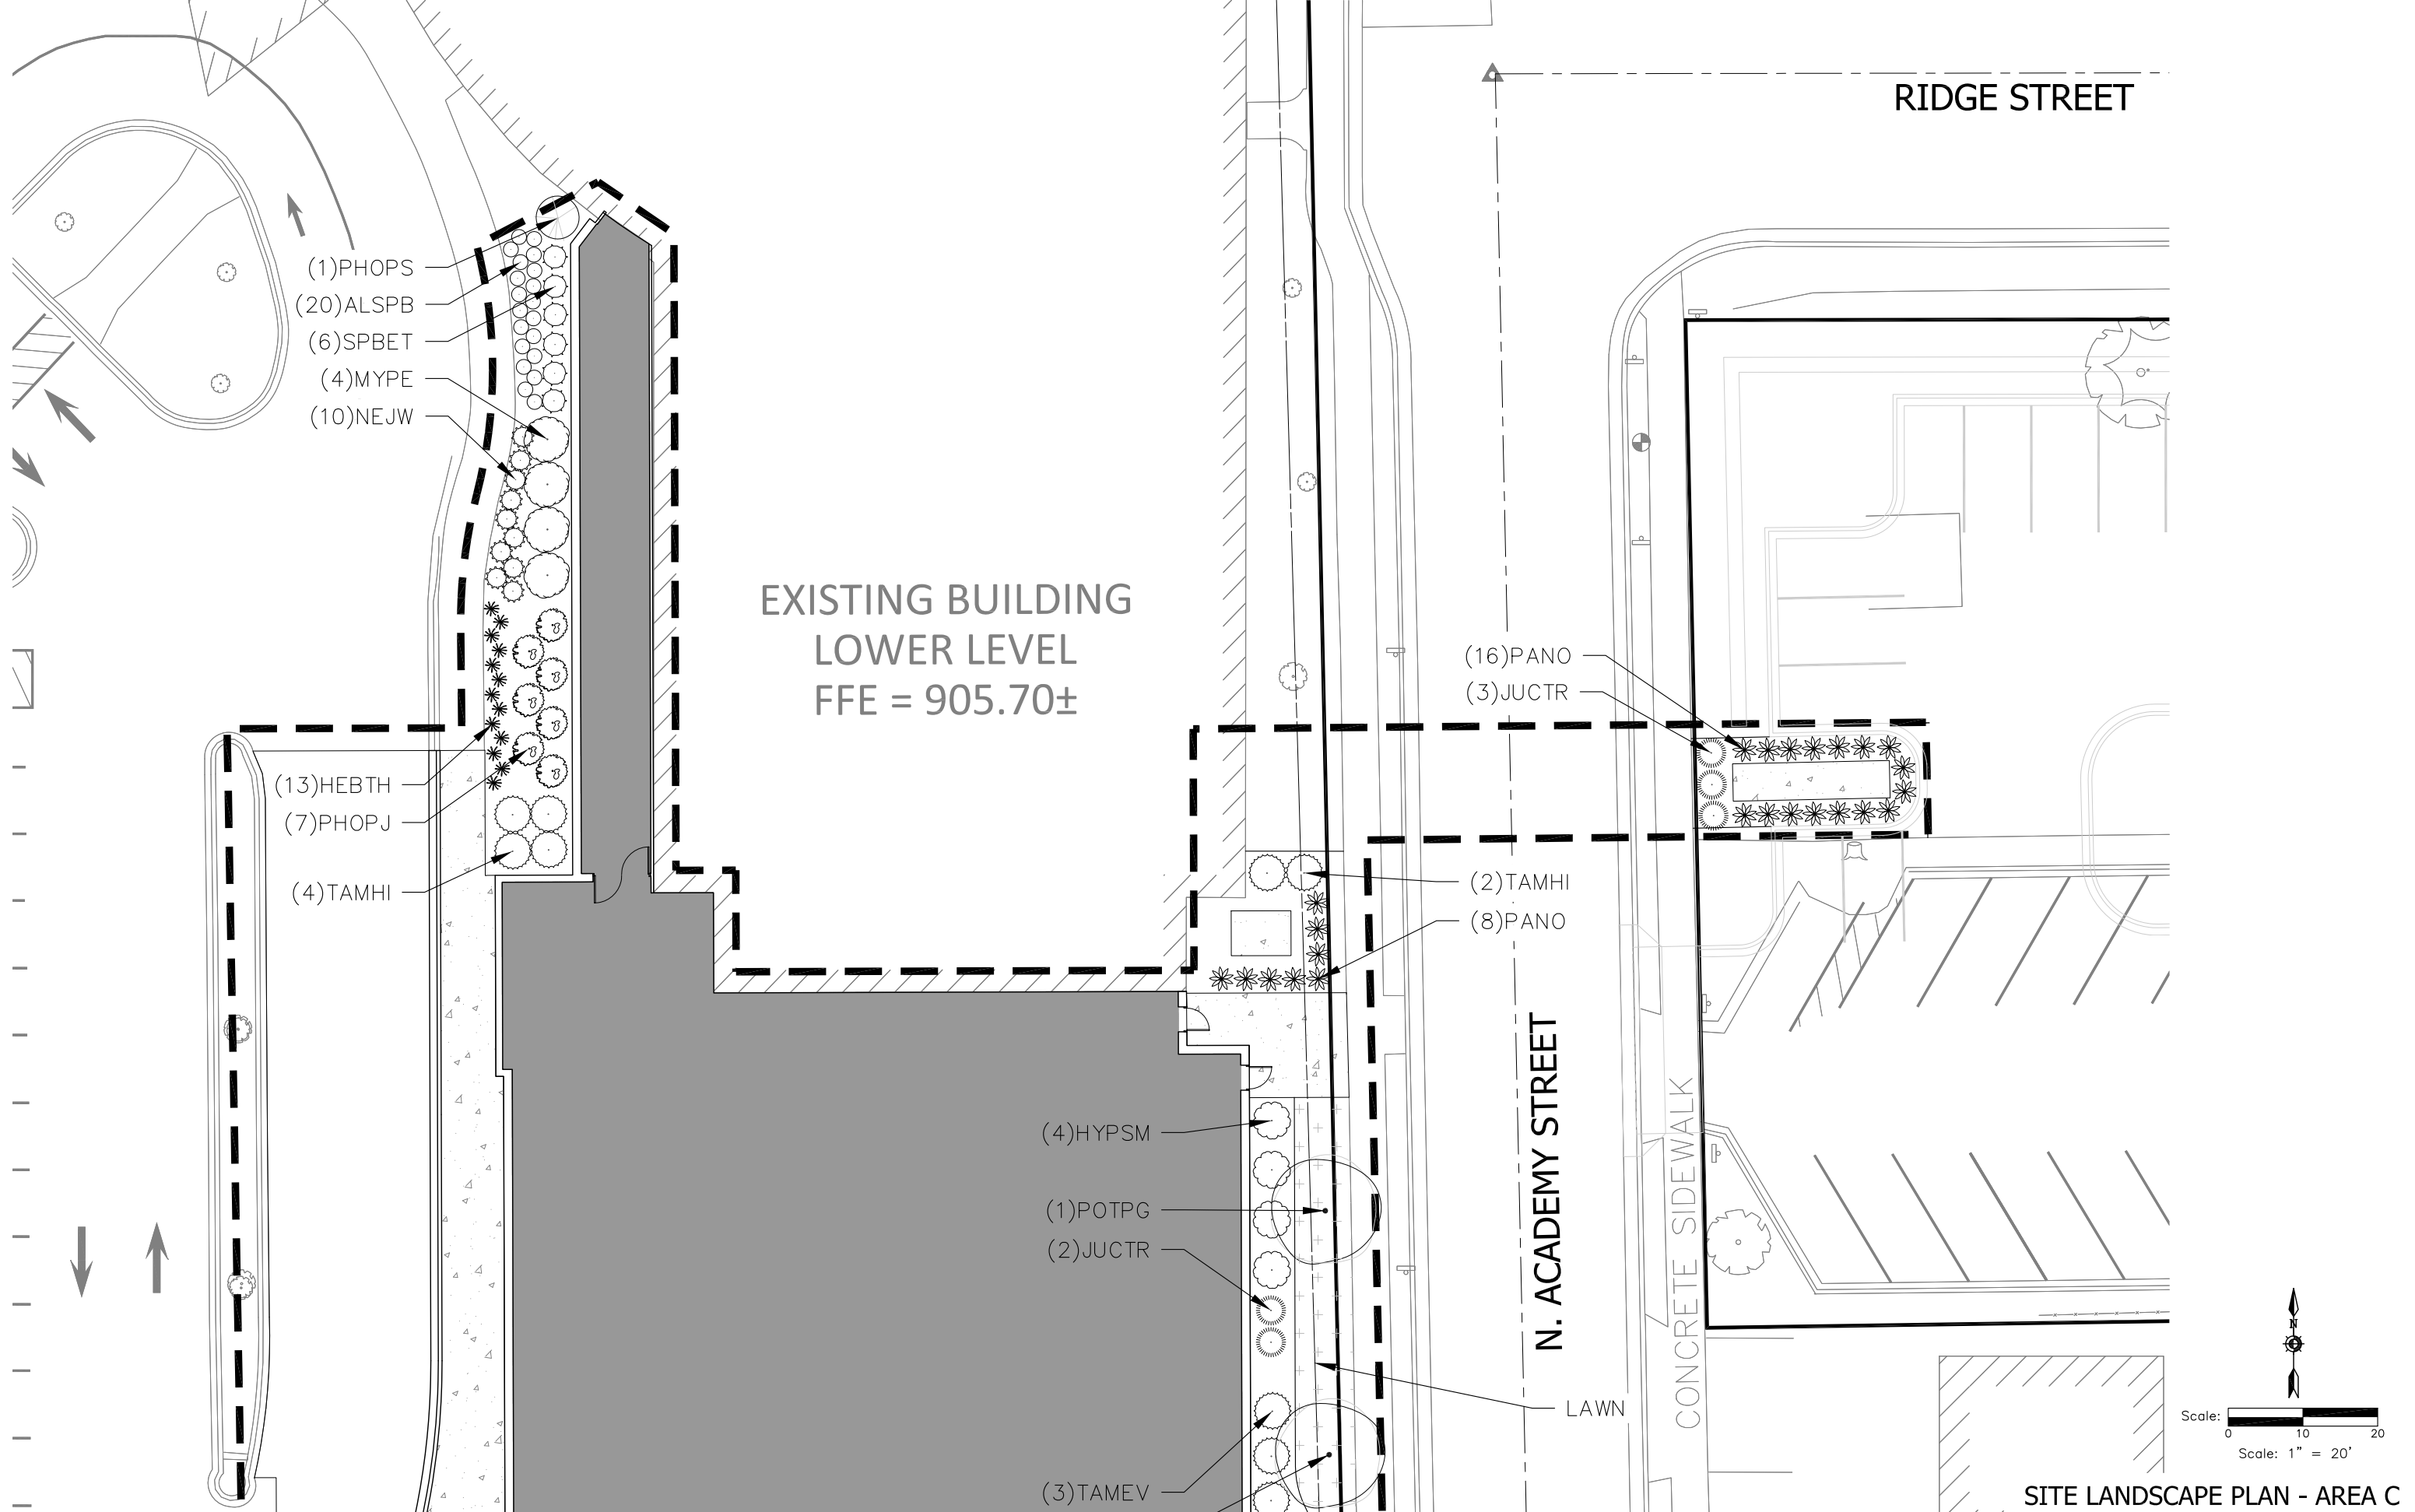 RIDGE STREET
(1)PHOPS
(20)ALSPB
(6)SPBET
(4)MYPE
(10)NEJW
EXISTING BUILDING
LOWER LEVEL
FFE = 905.70±
(16)PANO
(3)JUCTR
(13)HEBTH
(7)PHOPJ
(4)TAMHI
(2)TAMHI
(8)PANO
N. ACADEMY STREET
CONCRETE SIDEWALK
(4)HYPSM
(1)POTPG
(2)JUCTR
LAWN
(3)TAMEV
N
Scale:
0 10 20
Scale: 1" = 20'
SITE LANDSCAPE PLAN - AREA C